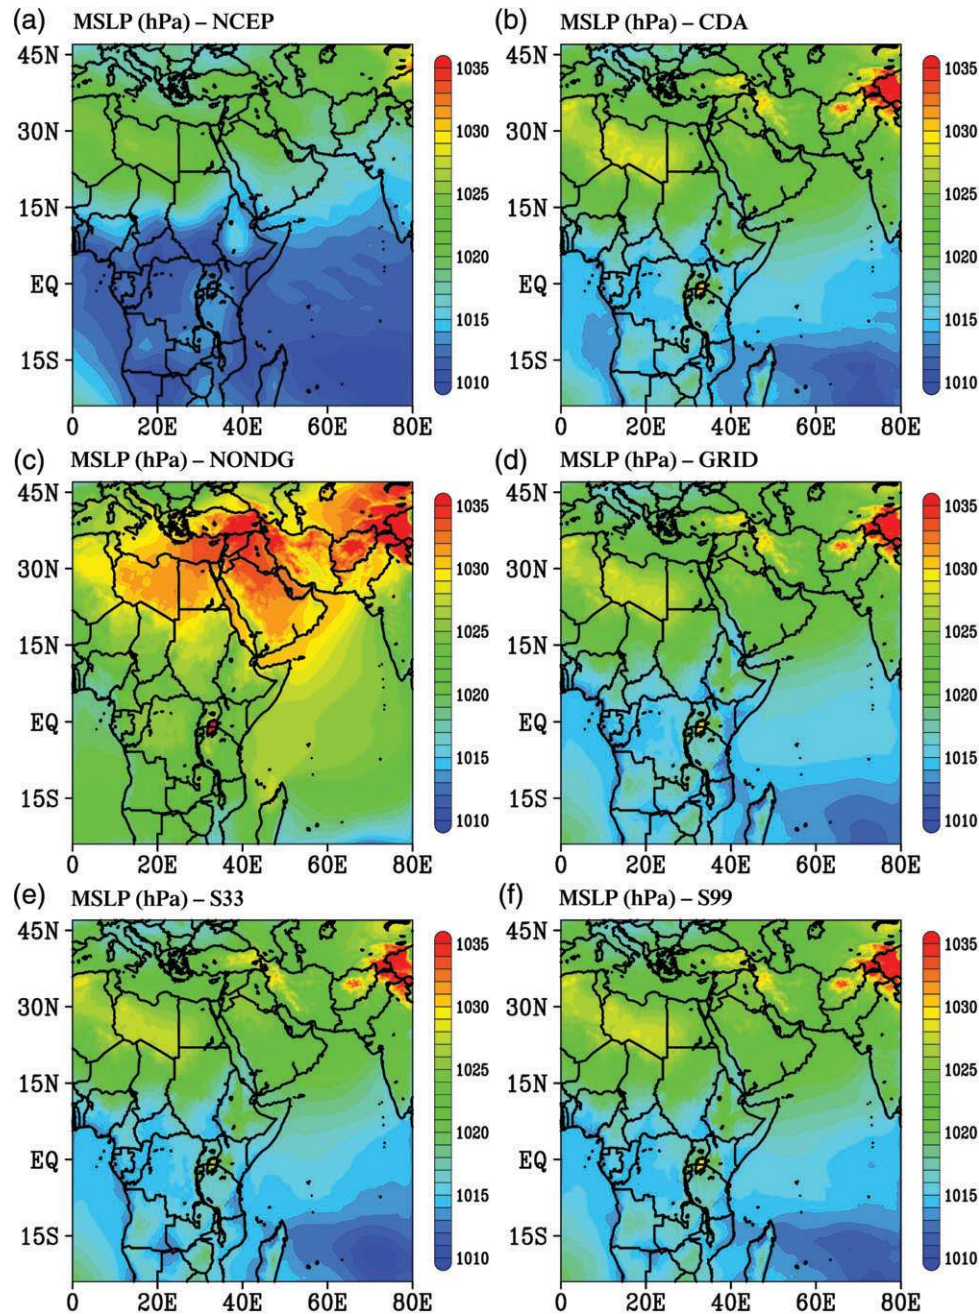 (a) MSLP (hPa) – NCEP
45N
30N
15N
EQ
15S
0 20E 40E 60E 80E
1035
1030
1025
1020
1015
1010
(b) MSLP (hPa) – CDA
45N
30N
15N
EQ
15S
0 20E 40E 60E 80E
1035
1030
1025
1020
1015
1010
(c) MSLP (hPa) – NONDG
45N
30N
15N
EQ
15S
0 20E 40E 60E 80E
1035
1030
1025
1020
1015
1010
(d) MSLP (hPa) – GRID
45N
30N
15N
EQ
15S
0 20E 40E 60E 80E
1035
1030
1025
1020
1015
1010
(e) MSLP (hPa) – S33
45N
30N
15N
EQ
15S
0 20E 40E 60E 80E
1035
1030
1025
1020
1015
1010
(f) MSLP (hPa) – S99
45N
30N
15N
EQ
15S
0 20E 40E 60E 80E
1035
1030
1025
1020
1015
1010